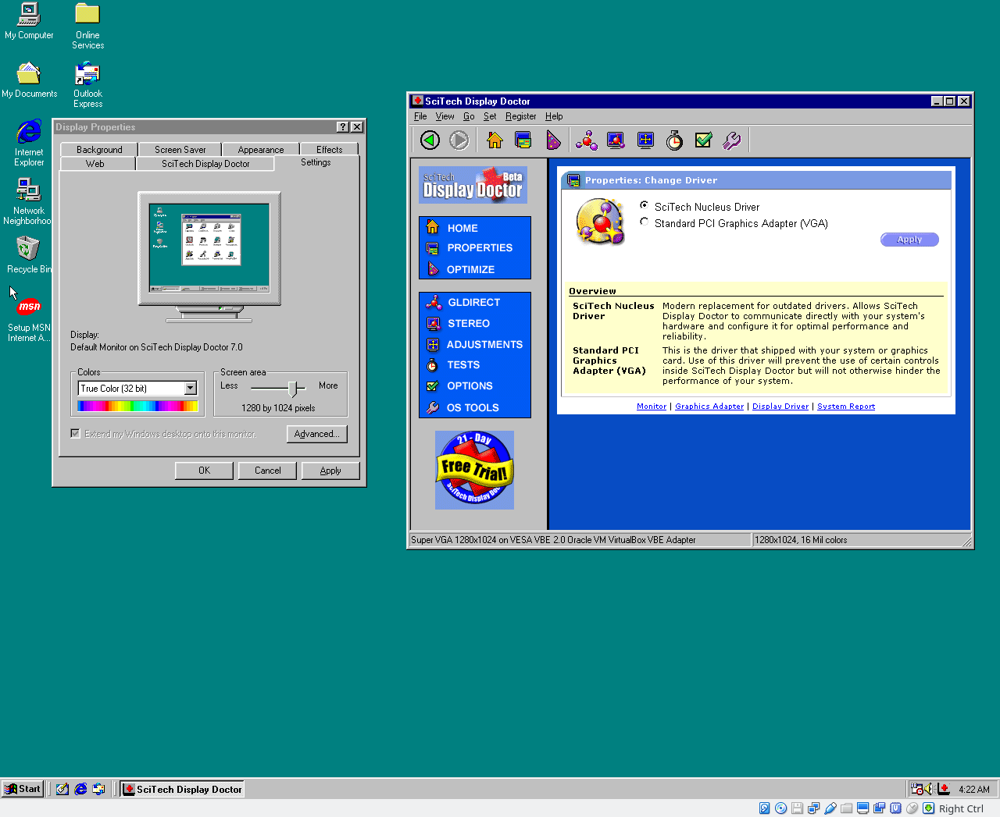 My Computer
Online
Services
My Documents
Outlook
Express
Internet
Explorer
Network
Neighborhoo
Recycle Bin
msn
Setup MSN
Internet A...
Display Properties
Background
Screen Saver
Appearance
Effects
Web
SciTech Display Doctor
Settings
Display:
Default Monitor on SciTech Display Doctor 7.0
Colors
True Color (32 bit)
Screen area
Less
More
1280 by 1024 pixels
Extend my Windows desktop onto this monitor.
Advanced...
OK
Cancel
Apply
SciTech Display Doctor
File View Go Set Register Help
SciTech
Beta
Display Doctor
HOME
PROPERTIES
OPTIMIZE
GLDIRECT
STEREO
ADJUSTMENTS
TESTS
OPTIONS
OS TOOLS
21 - Day
Free Trial!
SciTech Display Doc
Properties: Change Driver
SciTech Nucleus Driver
Standard PCI Graphics Adapter (VGA)
Apply
Overview
SciTech Nucleus Driver
Modern replacement for outdated drivers. Allows SciTech
Display Doctor to communicate directly with your system's
hardware and configure it for optimal performance and
reliability.
Standard PCI Graphics Adapter (VGA)
This is the driver that shipped with your system or graphics
card. Use of this driver will prevent the use of certain controls
inside SciTech Display Doctor but will not otherwise hinder the
performance of your system.
Monitor | Graphics Adapter | Display Driver | System Report
Super VGA 1280x1024 on VESA VBE 2.0 Oracle VM VirtualBox VBE Adapter
1280x1024, 16 Mil colors
Start
SciTech Display Doctor
4:22 AM
Right Ctrl